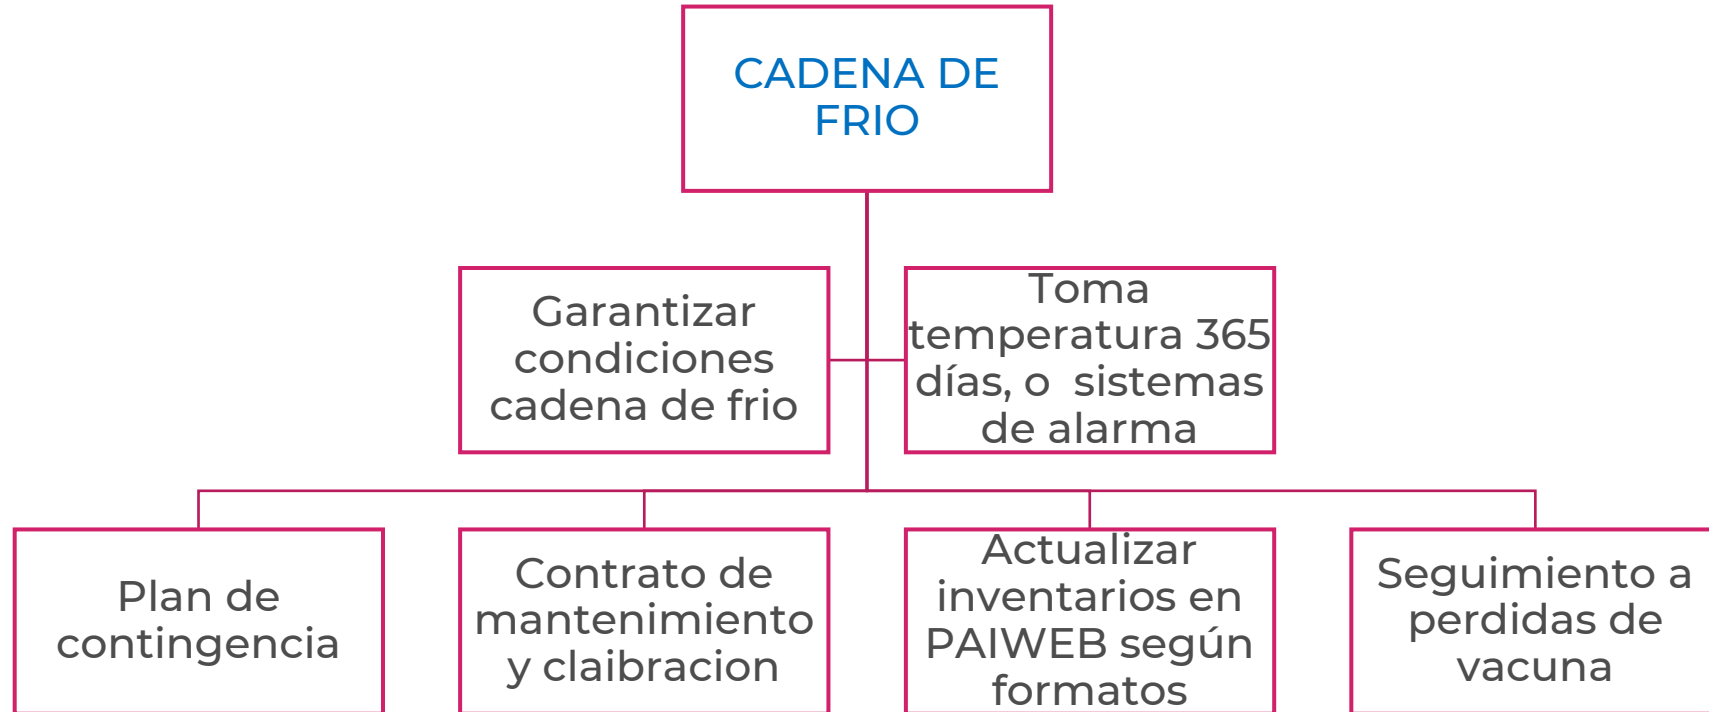 CADENA DE
FRIO
Garantizar
condiciones
cadena de frio
Toma
temperatura 365
días, o sistemas
de alarma
Plan de
contingencia
Contrato de
mantenimiento
y claibracion
Actualizar
inventarios en
PAIWEB según
formatos
Seguimiento a
perdidas de
vacuna